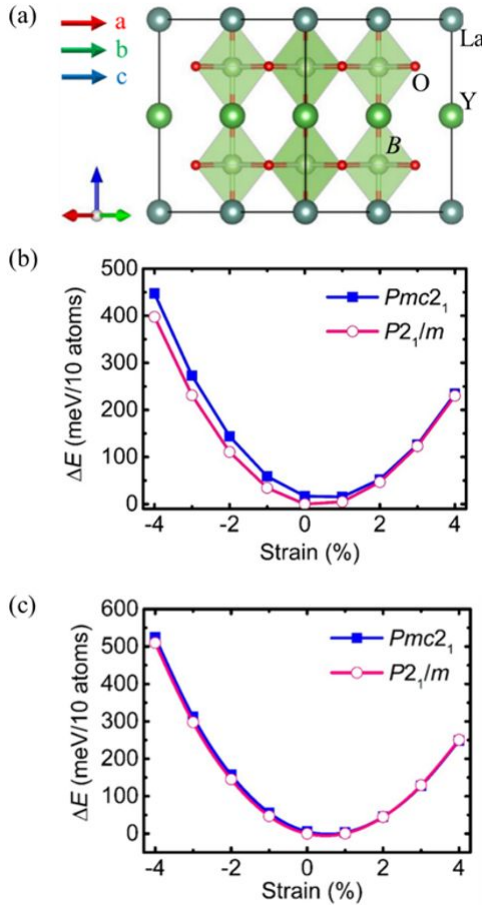 (a)
a
b
c
La
O
Y
B
(b)
ΔE (meV/10 atoms)
500
400
300
200
100
0
Pmc2₁
P2₁/m
-4 -2 0 2 4
Strain (%)
(c)
ΔE (meV/10 atoms)
600
500
400
300
200
100
0
Pmc2₁
P2₁/m
-4 -2 0 2 4
Strain (%)